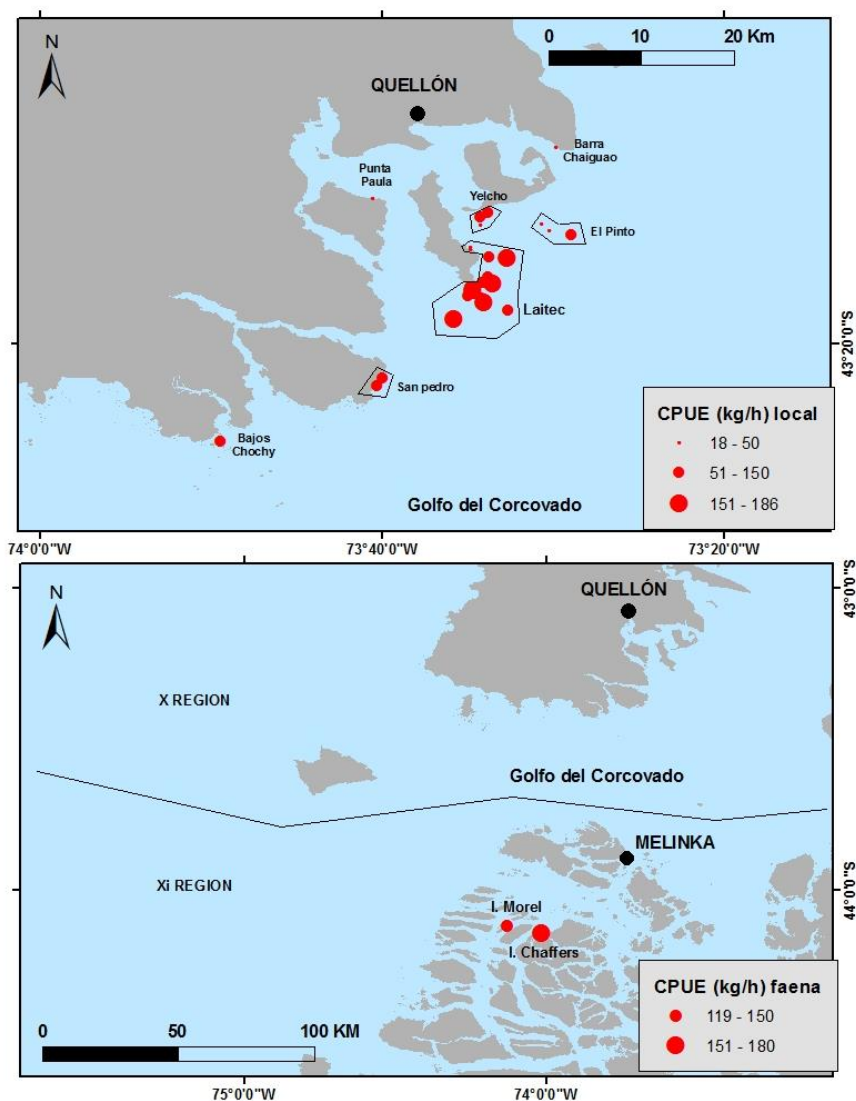 N
0 10 20 Km
QUELLÓN
Barra
Chaiguao
Punta
Paula
Yelcho
El Pinto
Laitec
43°20'0"S
San pedro
CPUE (kg/h) local
18 - 50
51 - 150
151 - 186
Bajos
Chochy
Golfo del Corcovado
74°0'0"W 73°40'0"W 73°20'0"W
43°0'0"S
N
QUELLÓN
X REGION
Golfo del Corcovado
MELINKA
Xi REGION
44°0'0"S
I. Morel
I. Chaffers
CPUE (kg/h) faena
119 - 150
151 - 180
0 50 100 KM
75°0'0"W 74°0'0"W